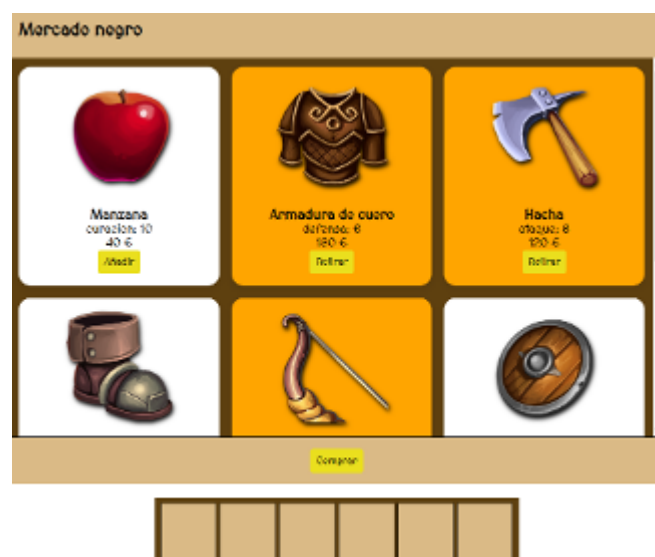 Mercado negro
Manzana
curacion: 10
40 €
Añadir
Armadura de cuero
defensa: 6
180 €
Retirar
Hacha
ataque: 8
120 €
Retirar
Comprar